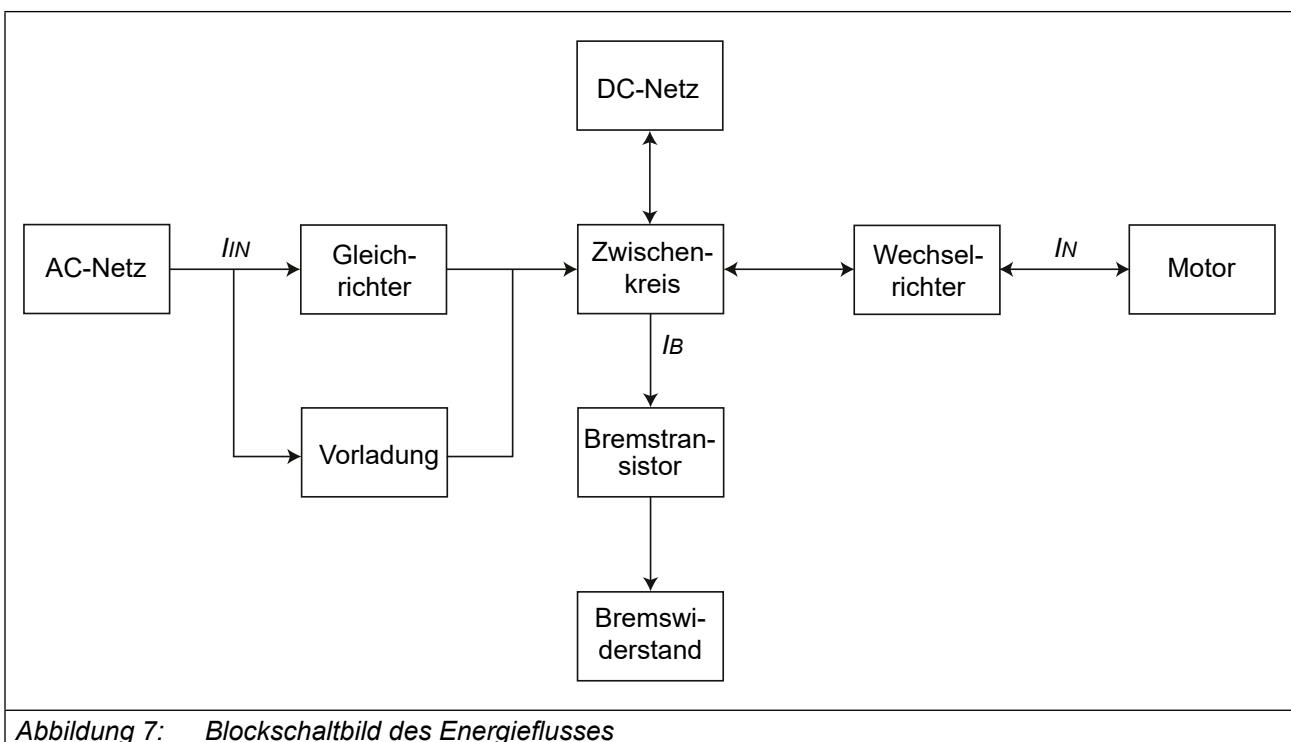 DC-Netz
AC-Netz
IIN
Gleich-
richter
Zwischen-
kreis
Wechsel-
richter
IN
Motor
IB
Vorladung
Bremstran-
sistor
Bremswi-
derstand
Abbildung 7: Blockschaltbild des Energieflusses